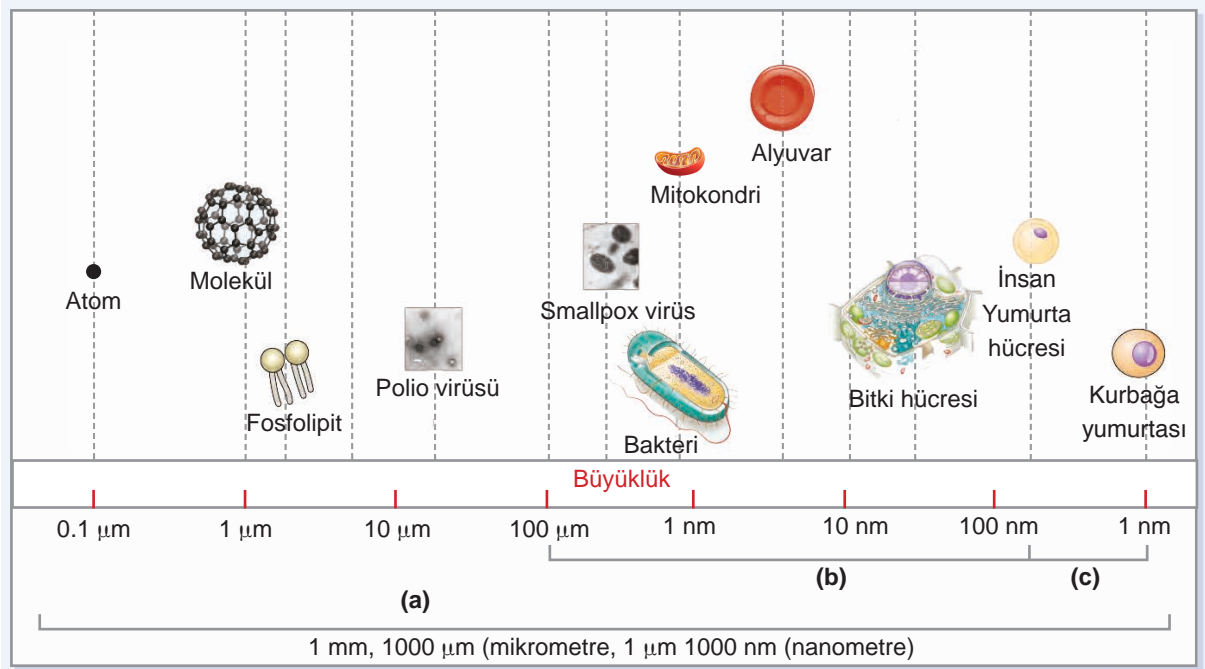 Alyuvar
Mitokondri
Molekül
Atom
Smallpox virüs
İnsan
Yumurta
hücresi
Polio virüsü
Fosfolipit
Bakteri
Bitki hücresi
Kurbağa
yumurtası
Büyüklük
0.1 μm 1 μm 10 μm 100 μm 1 nm 10 nm 100 nm 1 nm
(b) (c)
(a)
1 mm, 1000 μm (mikrometre, 1 μm 1000 nm (nanometre)